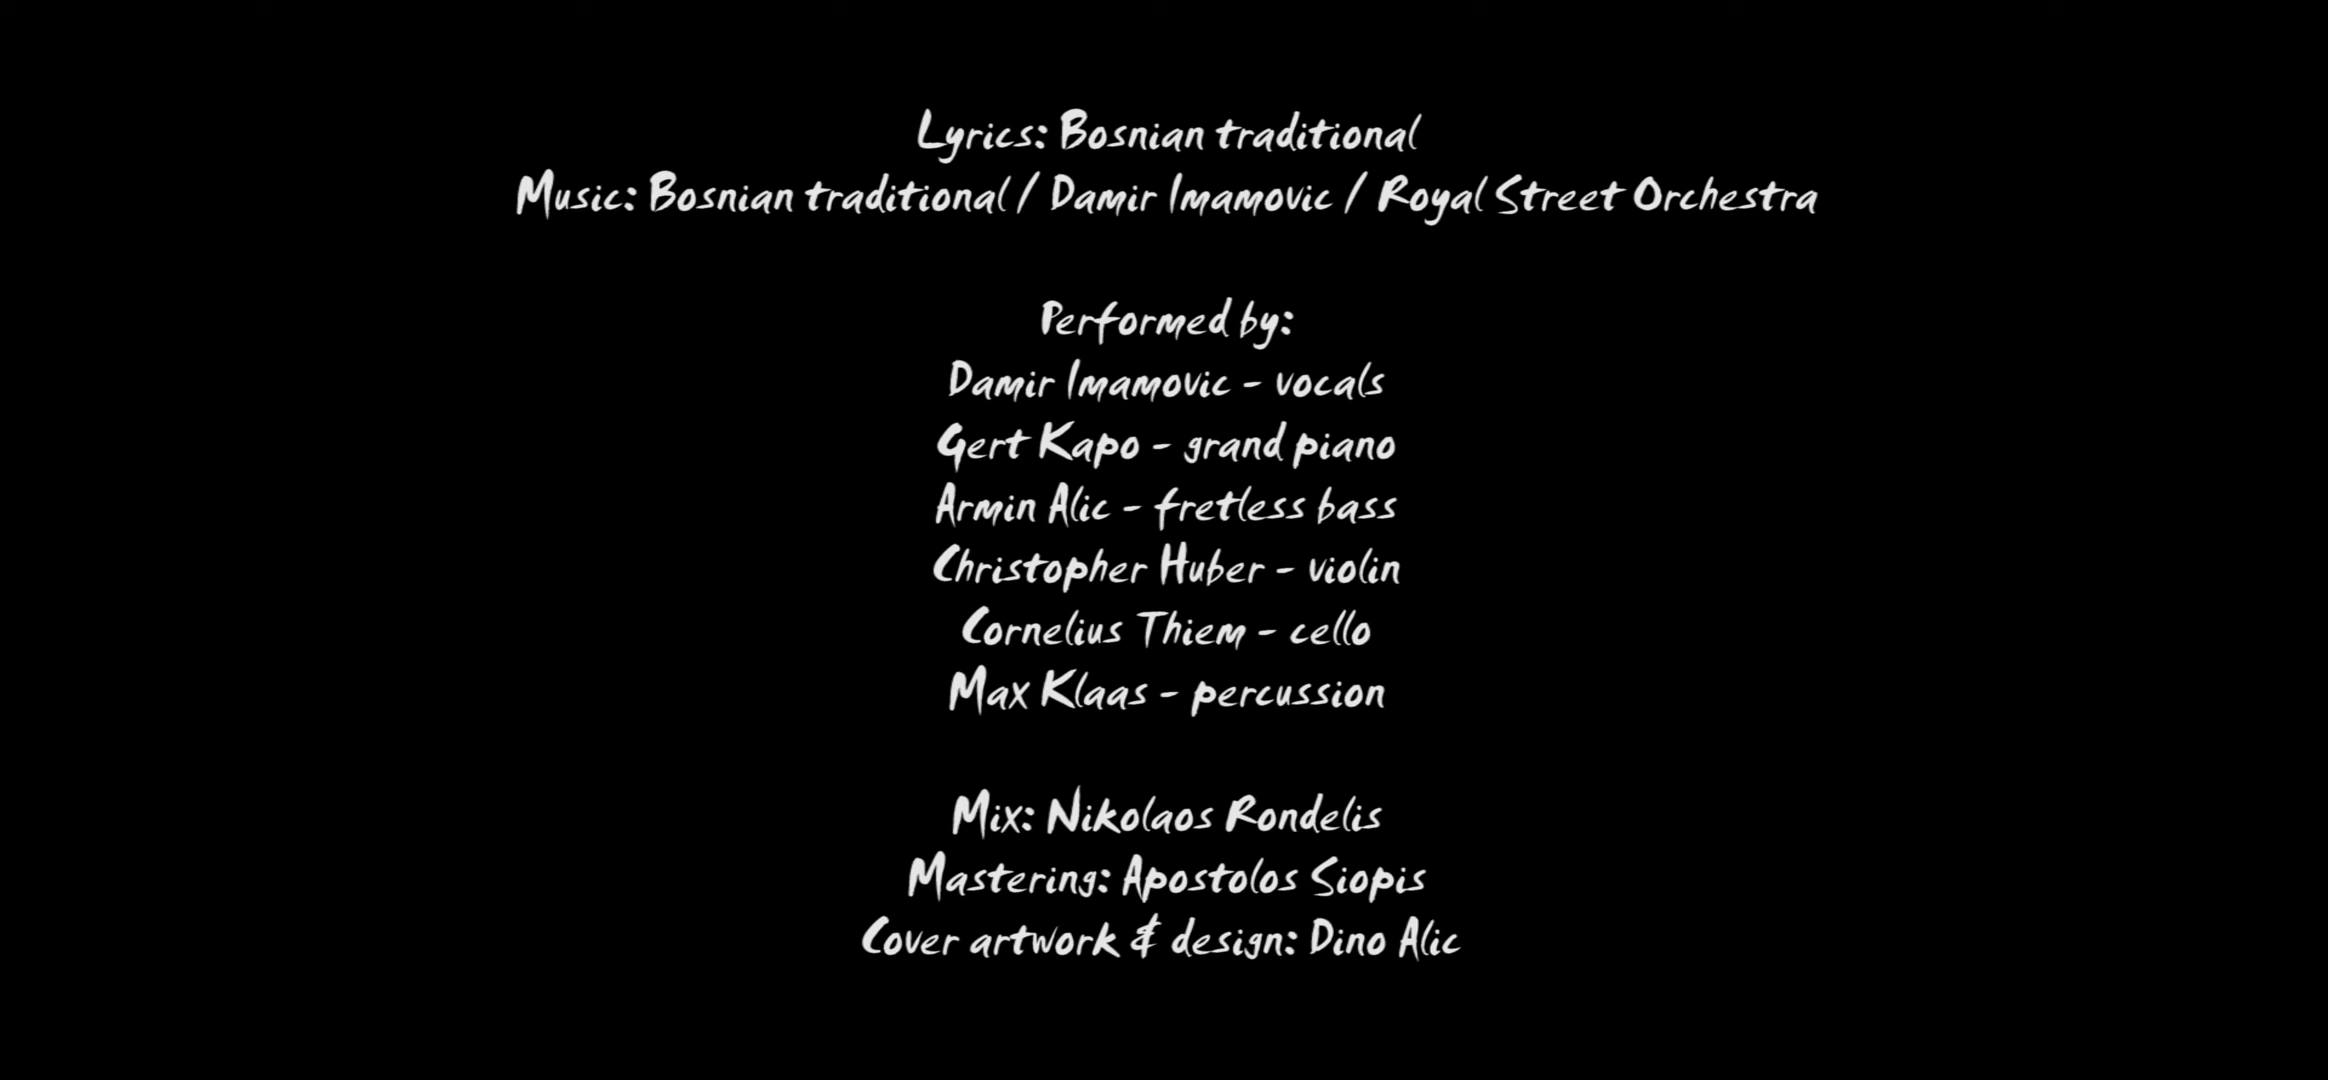 Lyrics: Bosnian traditional
Music: Bosnian traditional / Damir Imamovic / Royal Street Orchestra
Performed by:
Damir Imamovic - vocals
Gert Kapo - grand piano
Armin Alic - fretless bass
Christopher Huber - violin
Cornelius Thiem - cello
Max Klaas - percussion
Mix: Nikolaos Rondelis
Mastering: Apostolos Siopis
Cover artwork & design: Dino Alic